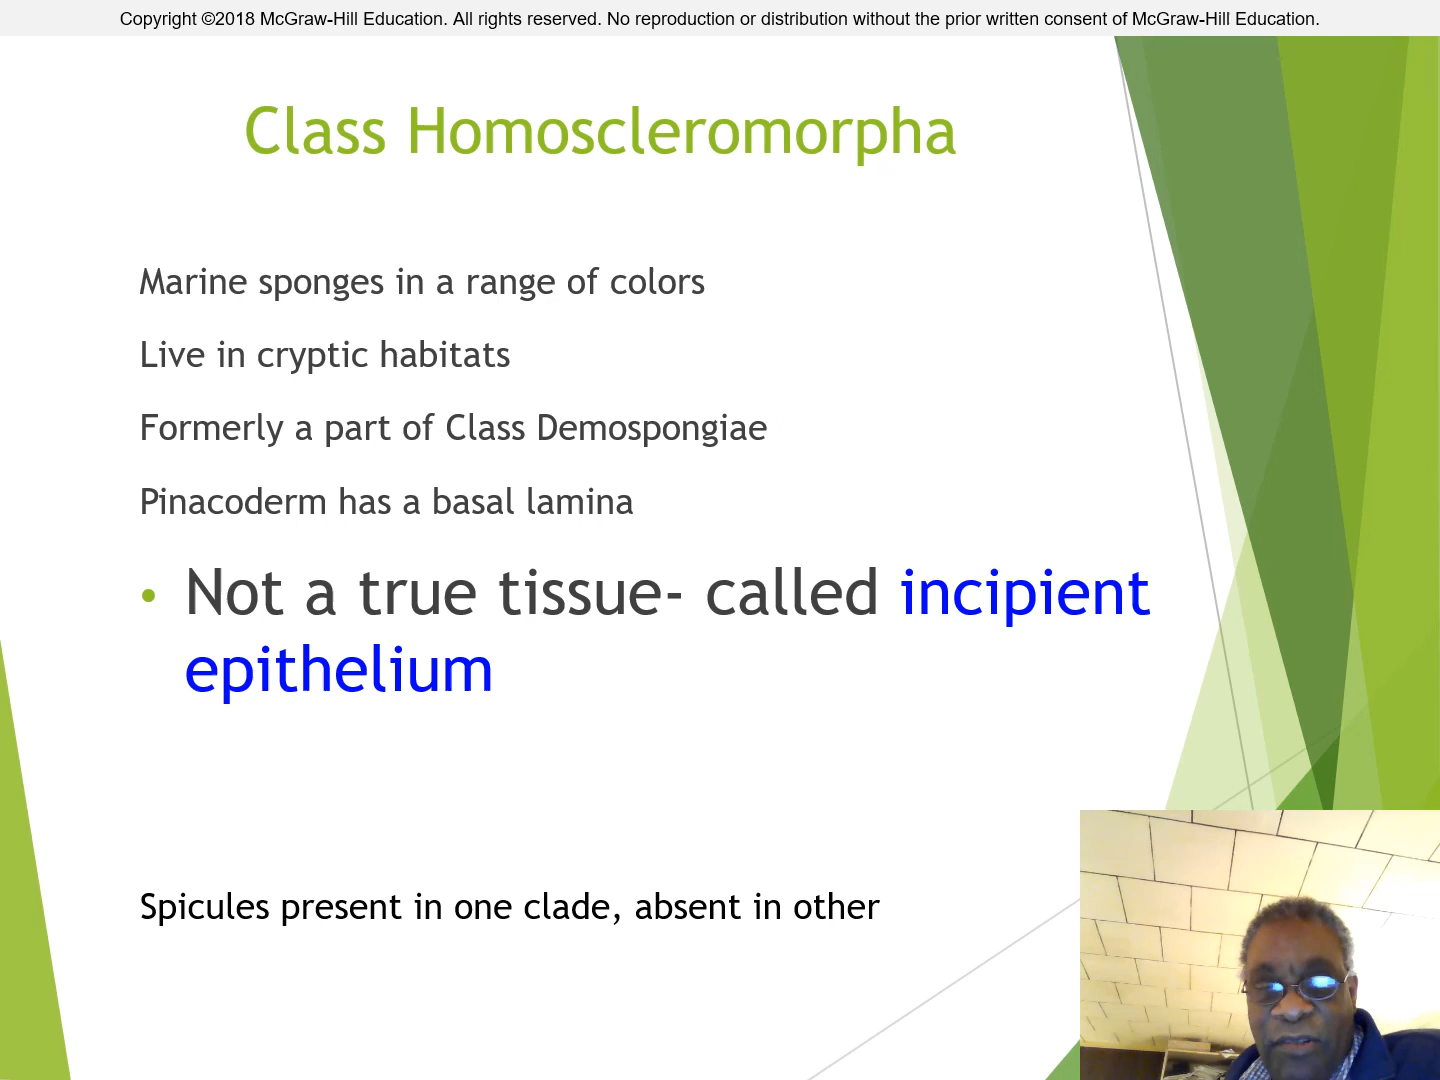 Copyright ©2018 McGraw-Hill Education. All rights reserved. No reproduction or distribution without the prior written consent of McGraw-Hill Education.
Class Homoscleromorpha
Marine sponges in a range of colors
Live in cryptic habitats
Formerly a part of Class Demospongiae
Pinacoderm has a basal lamina
• Not a true tissue- called incipient
epithelium
Spicules present in one clade, absent in other